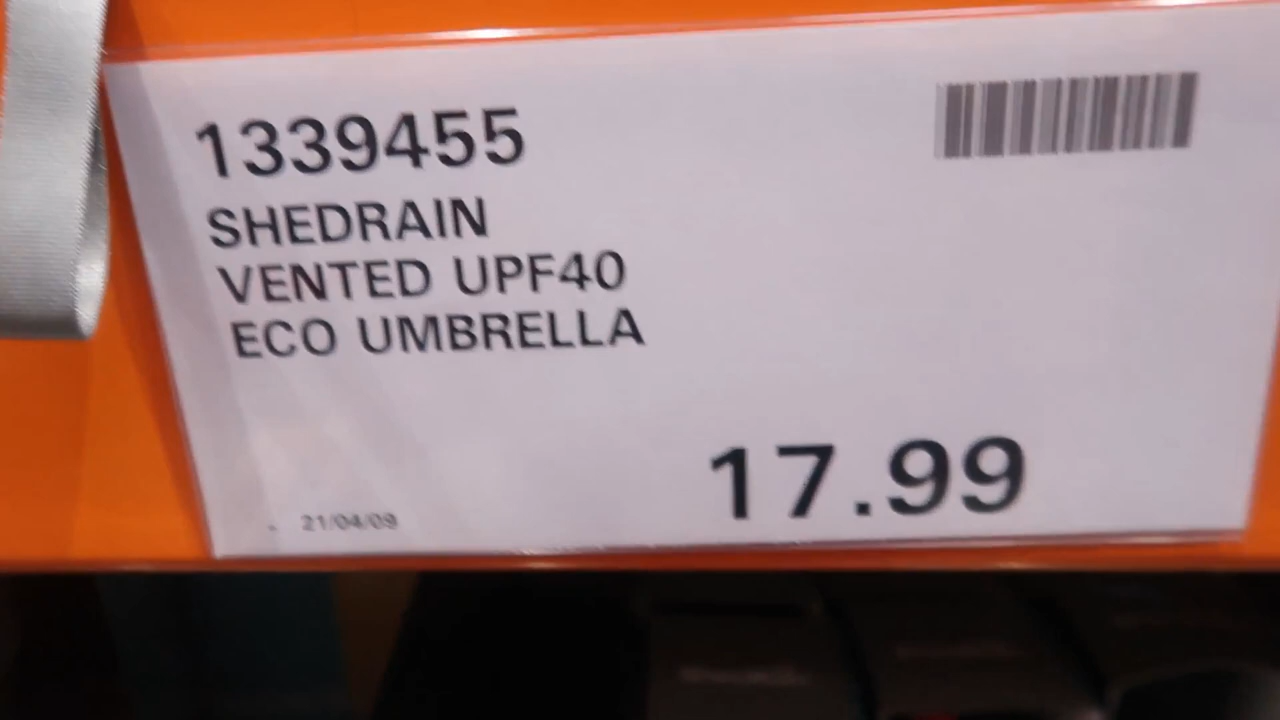 1339455
SHEDRAIN
VENTED UPF40
ECO UMBRELLA
17.99
21/04/09